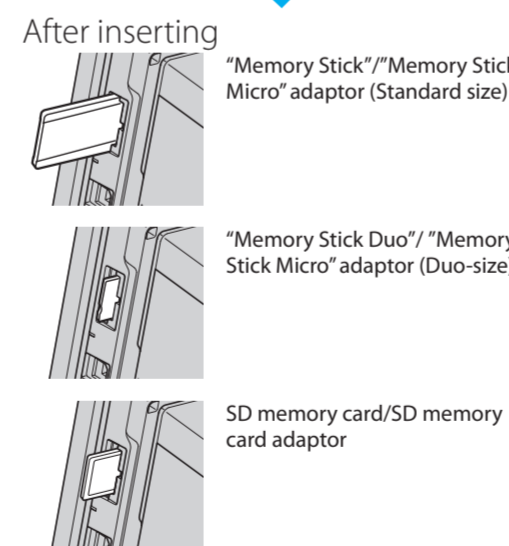 After inserting
“Memory Stick”/”Memory Stick
Micro” adaptor (Standard size)
“Memory Stick Duo”/ ”Memory
Stick Micro” adaptor (Duo-size)
SD memory card/SD memory
card adaptor